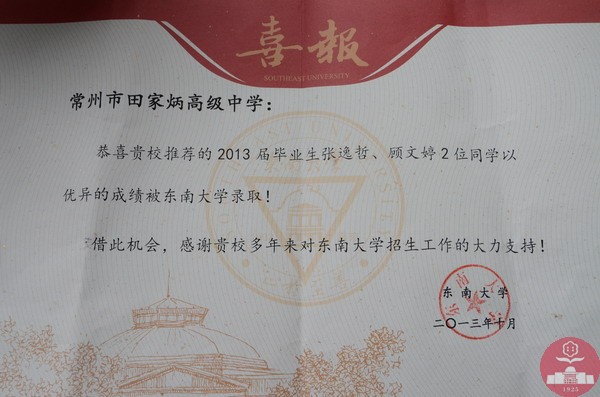 喜報
SOUTHEAST UNIVERSITY
常州市田家炳高级中学：
恭喜贵校推荐的2013届毕业生张逸哲、顾文婷2位同学以
优异的成绩被东南大学录取！
借此机会，感谢贵校多年来对东南大学招生工作的大力支持！
东南大学
二〇一三年十月
1928